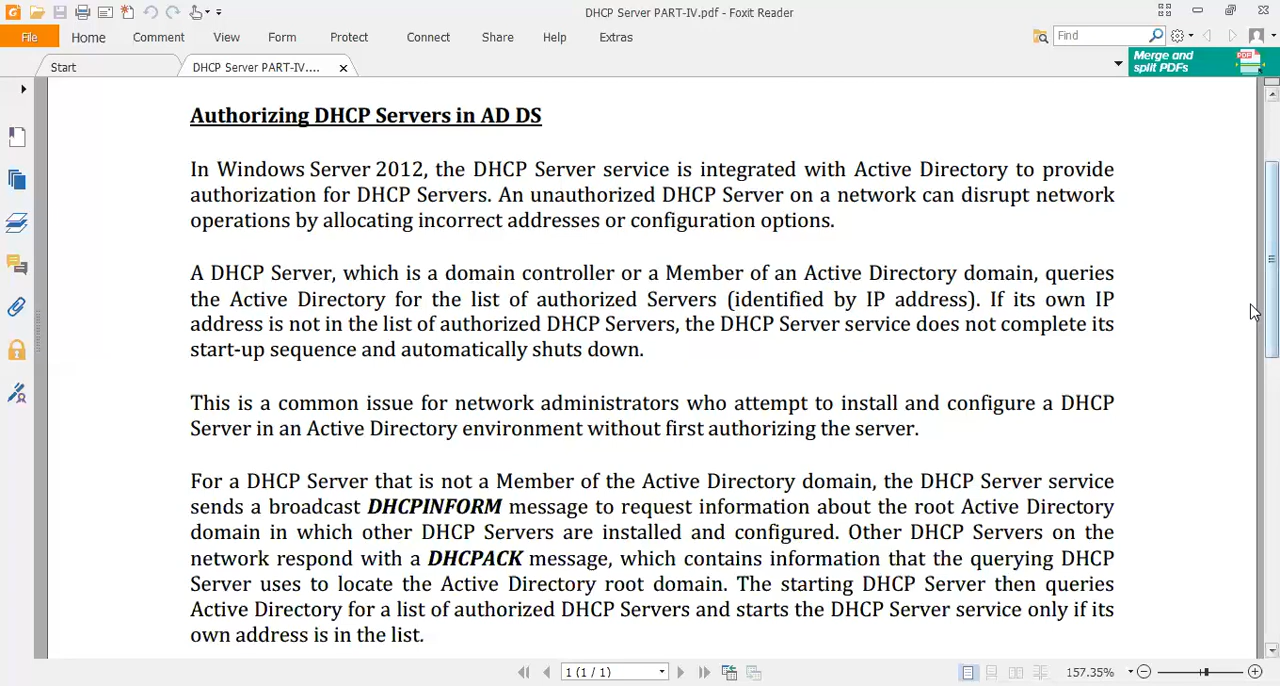 DHCP Server PART-IV.pdf - Foxit Reader
File Home Comment View Form Protect Connect Share Help Extras Find
Start DHCP Server PART-IV....
Merge and
split PDFs
PDF
Authorizing DHCP Servers in AD DS
In Windows Server 2012, the DHCP Server service is integrated with Active Directory to provide
authorization for DHCP Servers. An unauthorized DHCP Server on a network can disrupt network
operations by allocating incorrect addresses or configuration options.
A DHCP Server, which is a domain controller or a Member of an Active Directory domain, queries
the Active Directory for the list of authorized Servers (identified by IP address). If its own IP
address is not in the list of authorized DHCP Servers, the DHCP Server service does not complete its
start-up sequence and automatically shuts down.
This is a common issue for network administrators who attempt to install and configure a DHCP
Server in an Active Directory environment without first authorizing the server.
For a DHCP Server that is not a Member of the Active Directory domain, the DHCP Server service
sends a broadcast DHCPINFORM message to request information about the root Active Directory
domain in which other DHCP Servers are installed and configured. Other DHCP Servers on the
network respond with a DHCPACK message, which contains information that the querying DHCP
Server uses to locate the Active Directory root domain. The starting DHCP Server then queries
Active Directory for a list of authorized DHCP Servers and starts the DHCP Server service only if its
own address is in the list.
1 (1 / 1) 157.35%